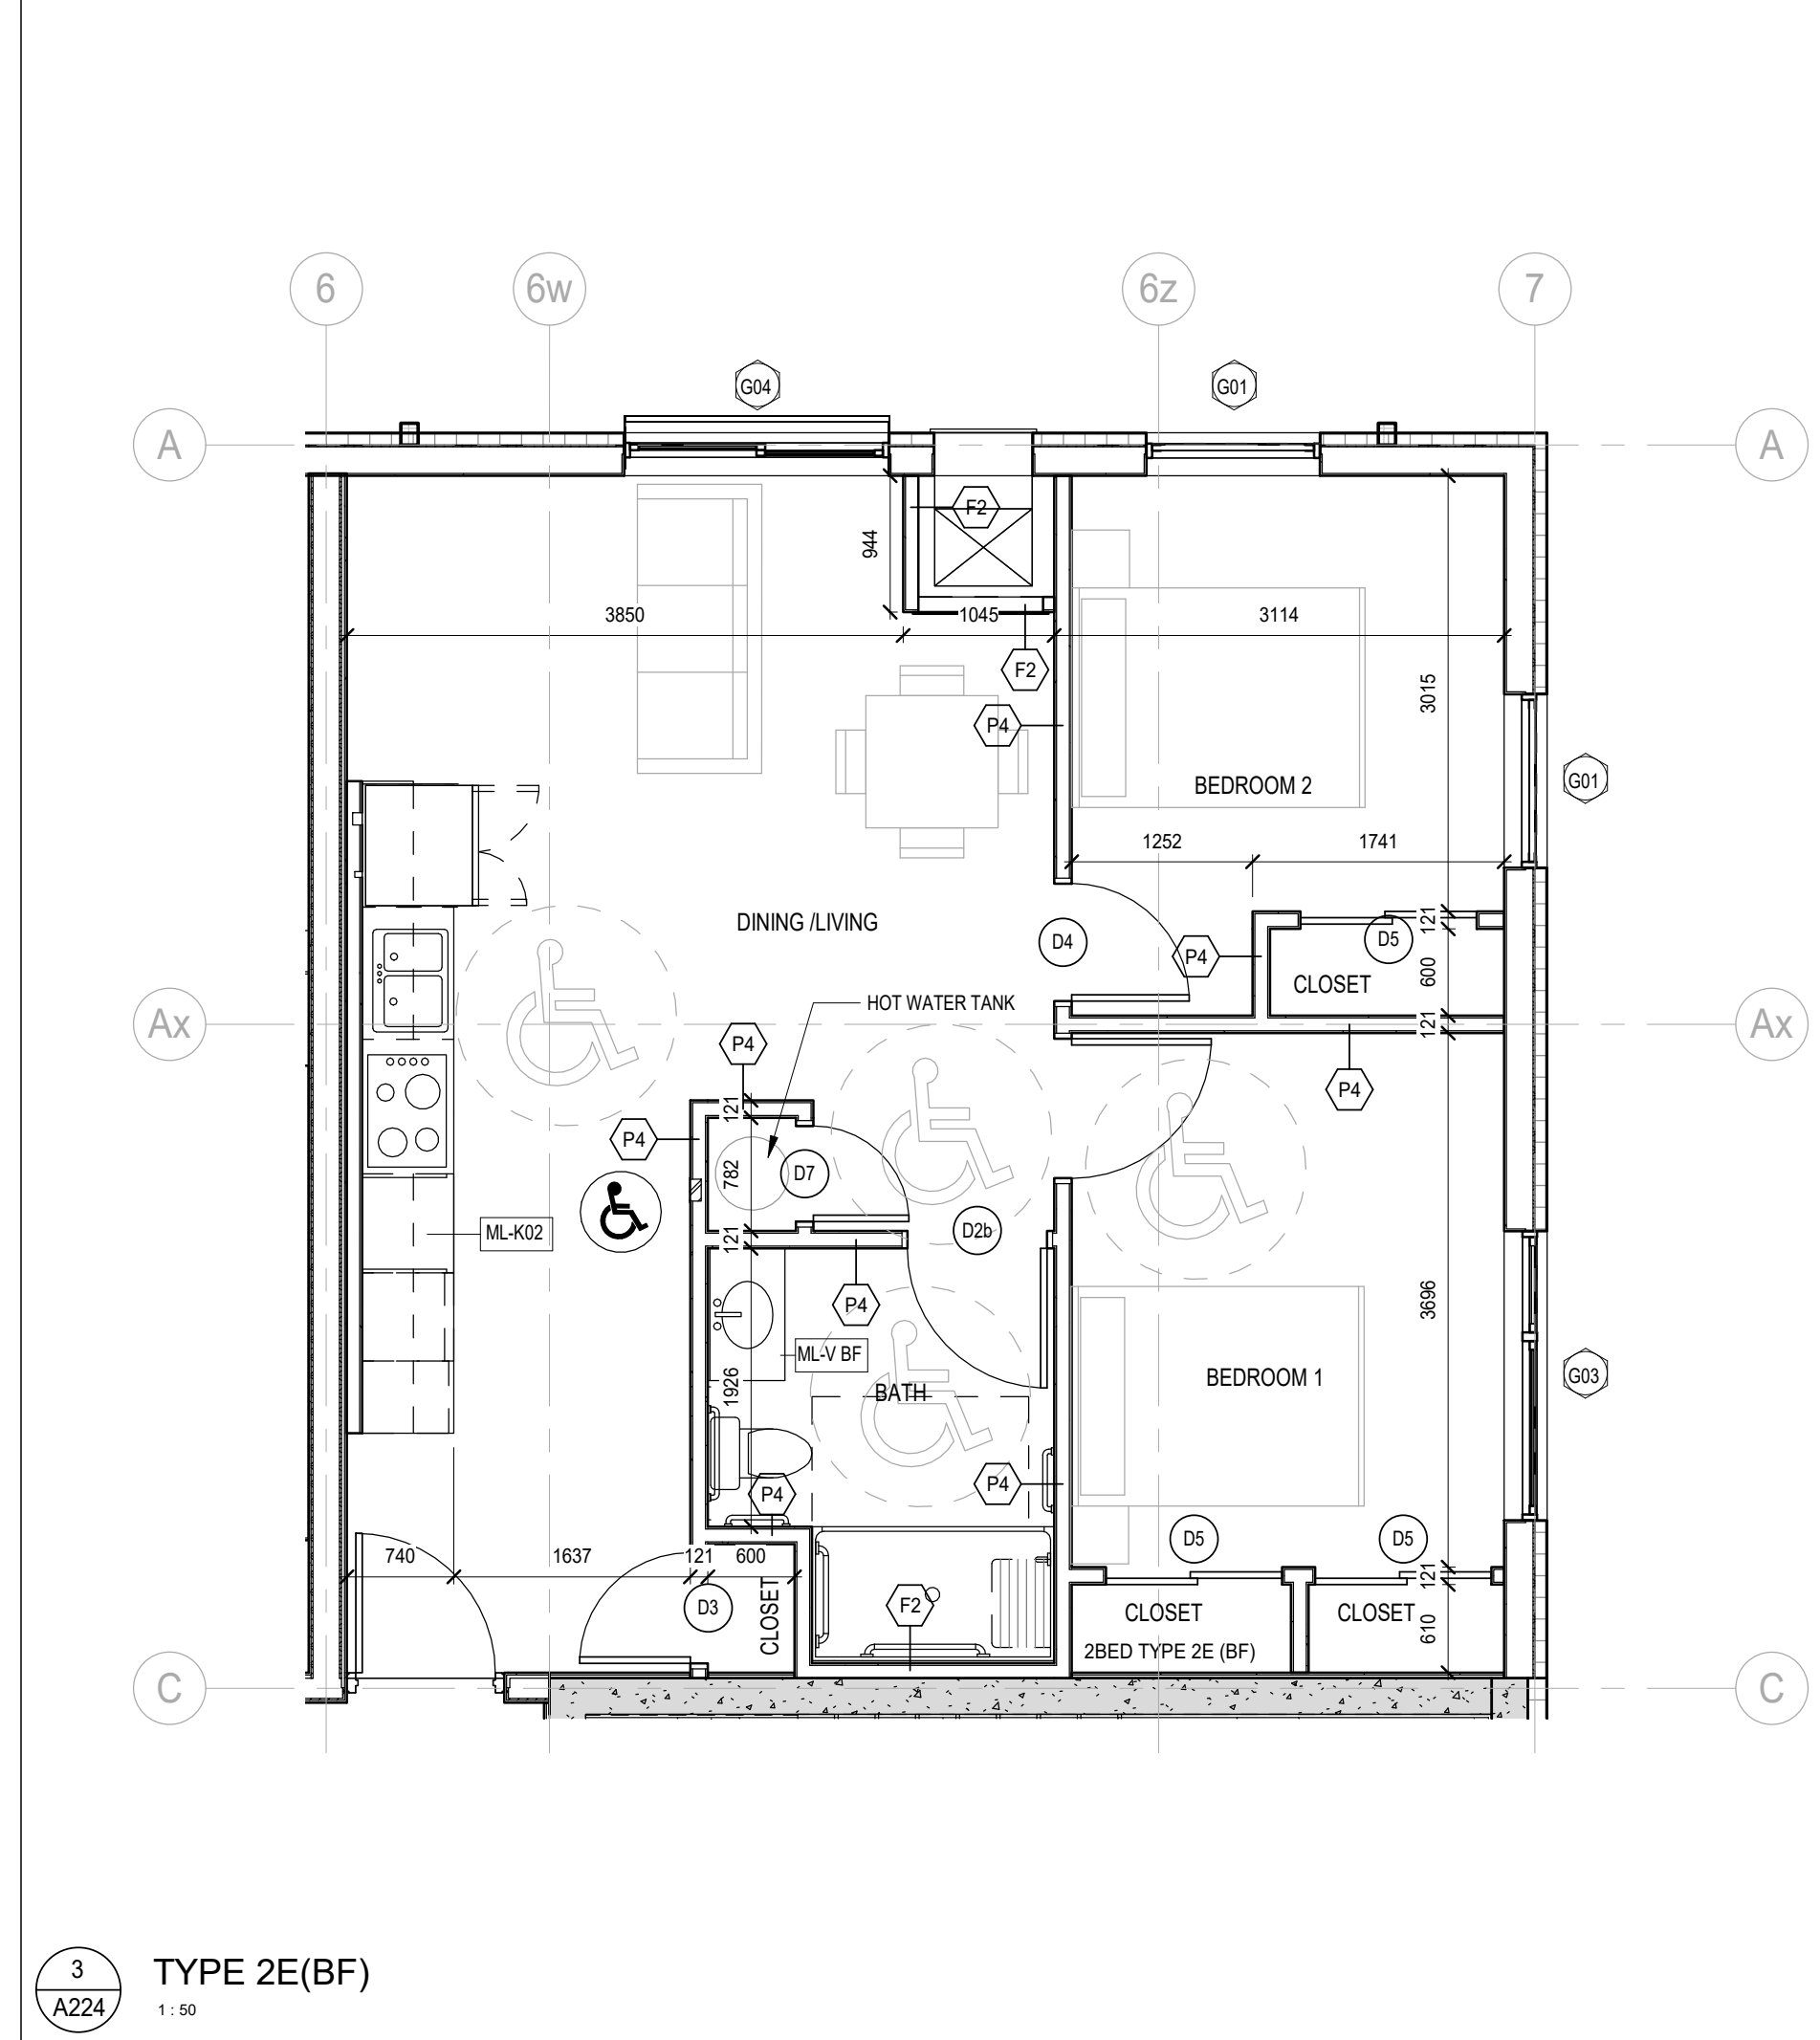 6 6w 6z 7
G04 G01
A A
F2
944
3850 1045 3114
F2
3015
P4
G01
BEDROOM 2
1252 1741
DINING /LIVING
121
D4 D5
P4
600
CLOSET
HOT WATER TANK
Ax Ax
121
P4
P4
121
P4
782
D7
ML-K02
121
D2b
P4
3696
ML-V BF
1926
BATH
BEDROOM 1
G03
P4
P4
D5 D5
740 1637 121 600
121
D3
CLOSET
F2
CLOSET CLOSET
610
2BED TYPE 2E (BF)
C C
3
A224
TYPE 2E(BF)
1 : 50